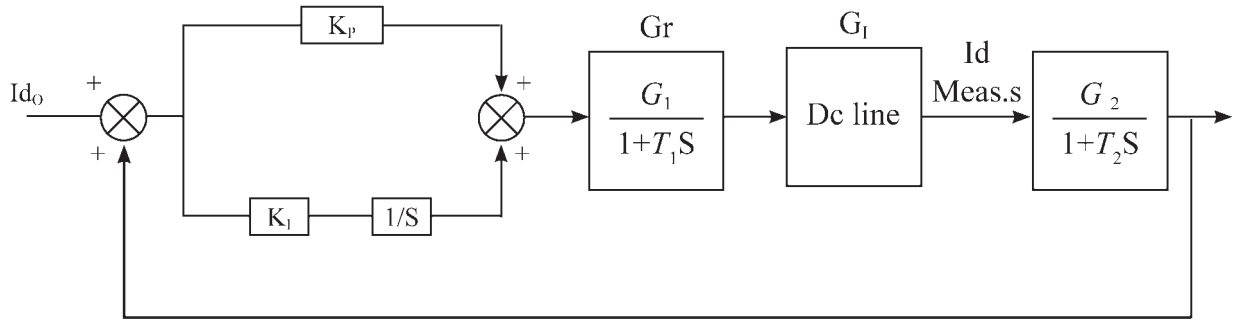 K_P
Gr
G_I
Id
Meas.s
+
+
Id_O
G_1
1+T_1S
Dc line
G_2
1+T_2S
+
+
K_I
1/S